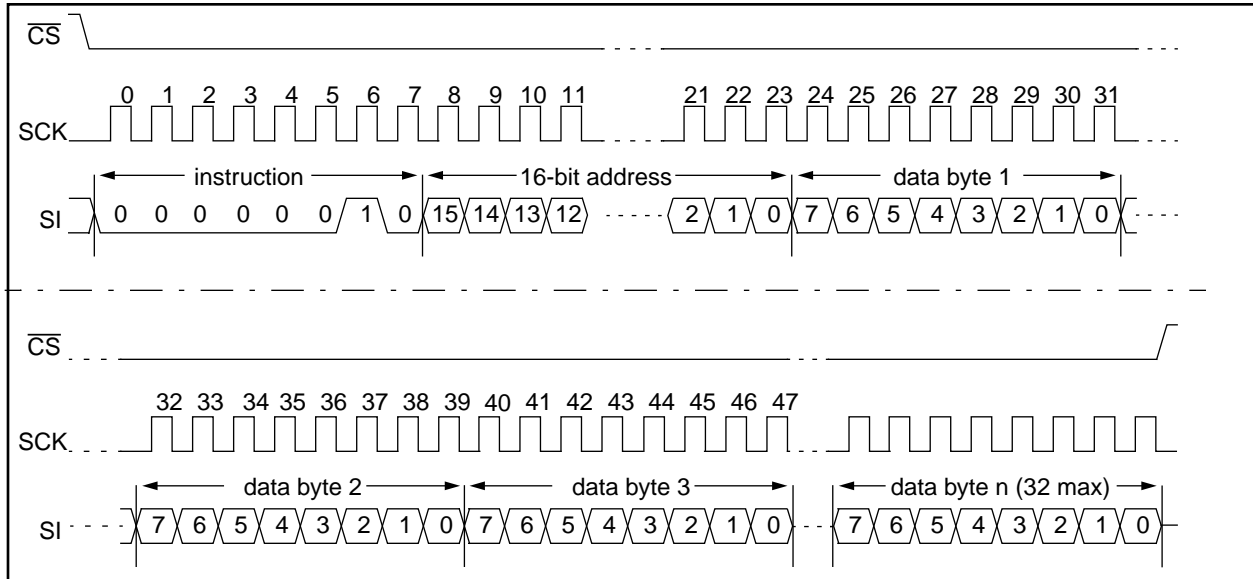 CS
0 1 2 3 4 5 6 7 8 9 10 11 21 22 23 24 25 26 27 28 29 30 31
SCK
instruction 16-bit address data byte 1
SI 0 0 0 0 0 0 1 0 15 14 13 12 2 1 0 7 6 5 4 3 2 1 0
CS
32 33 34 35 36 37 38 39 40 41 42 43 44 45 46 47
SCK
data byte 2 data byte 3 data byte n (32 max)
SI 7 6 5 4 3 2 1 0 7 6 5 4 3 2 1 0 7 6 5 4 3 2 1 0